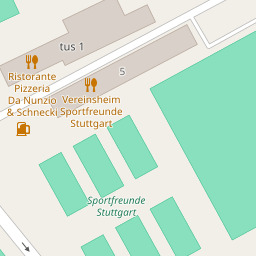 tus 1
5
Ristorante
Pizzeria
Da Nunzio
& Schnecki
Vereinsheim
Sportfreunde
Stuttgart
Sportfreunde
Stuttgart